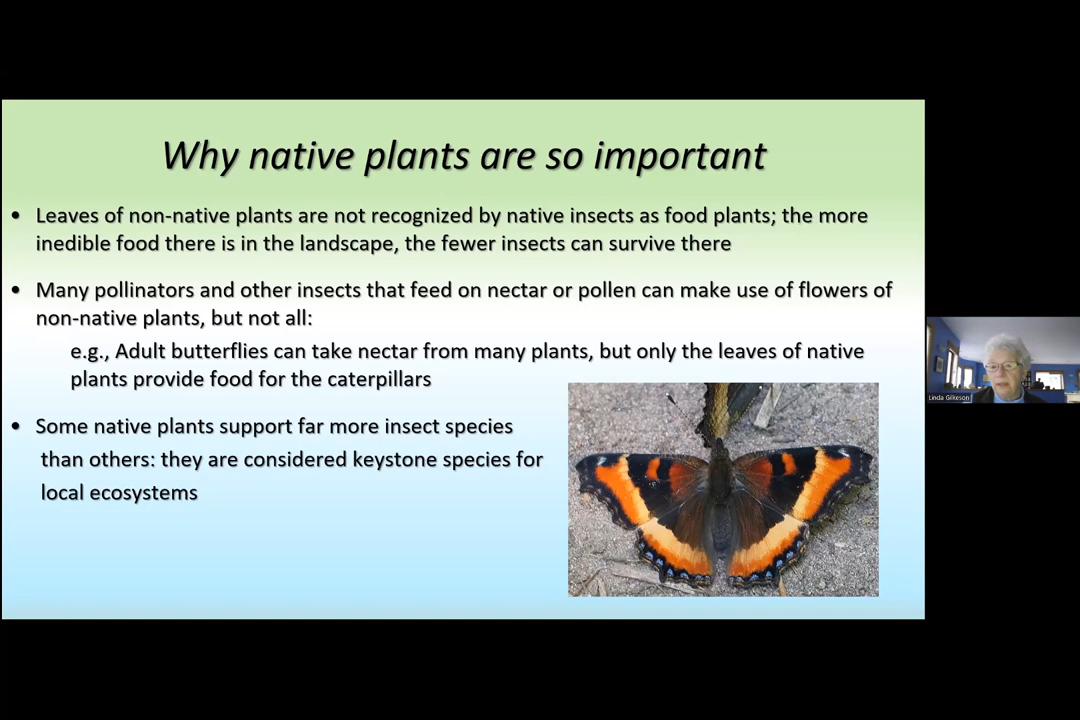 Why native plants are so important
• Leaves of non-native plants are not recognized by native insects as food plants; the more
inedible food there is in the landscape, the fewer insects can survive there
• Many pollinators and other insects that feed on nectar or pollen can make use of flowers of
non-native plants, but not all:
e.g., Adult butterflies can take nectar from many plants, but only the leaves of native
plants provide food for the caterpillars
• Some native plants support far more insect species
than others: they are considered keystone species for
local ecosystems
Linda Gilkeson